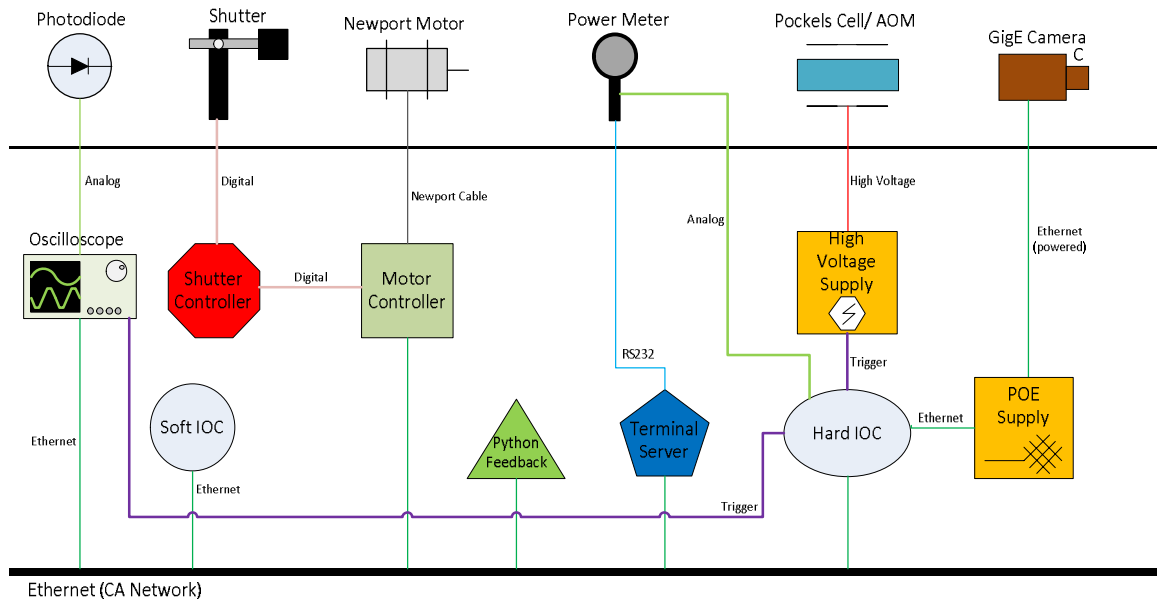 Photodiode
Shutter
Newport Motor
Power Meter
Pockels Cell/ AOM
GigE Camera
C
Analog
Digital
Newport Cable
Analog
High Voltage
Ethernet
(powered)
Oscilloscope
Shutter
Controller
Digital
Motor
Controller
High
Voltage
Supply
RS232
Trigger
Soft IOC
Python
Feedback
Terminal
Server
Hard IOC
Ethernet
POE
Supply
Ethernet
Ethernet
Trigger
Ethernet (CA Network)